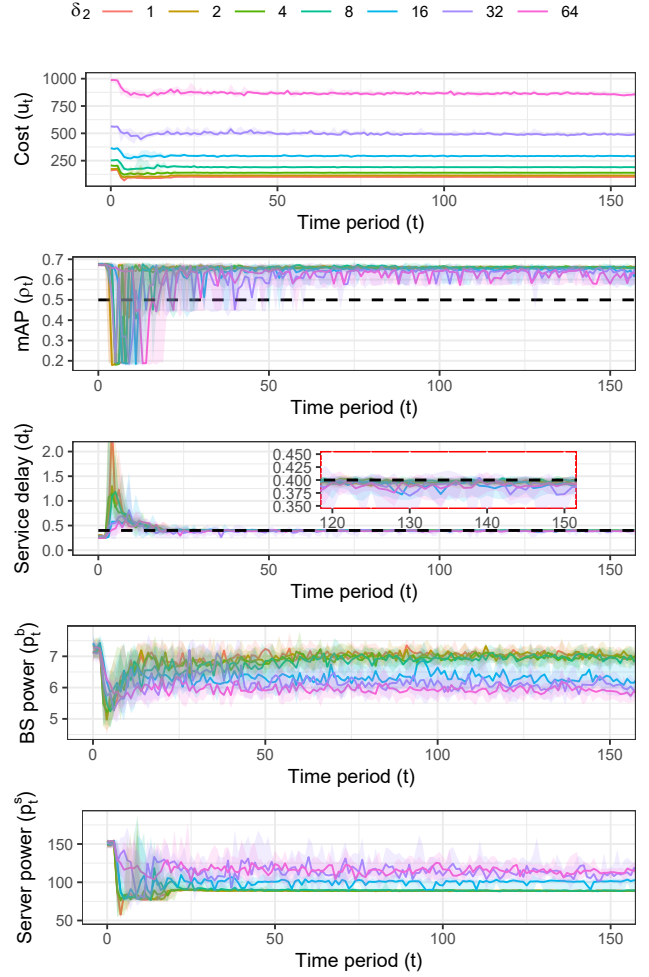 δ2 1 2 4 8 16 32 64
1000
750
500
250
Cost (ut)
0 50 100 150
Time period (t)
0.7
0.6
0.5
0.4
0.3
0.2
mAP (ρt)
0 50 100 150
Time period (t)
2.0
1.5
1.0
0.5
0.0
Service delay (dt)
0.450
0.425
0.400
0.375
0.350
120 130 140 150
0 50 100 150
Time period (t)
7
6
5
BS power (pbt)
0 50 100 150
Time period (t)
150
100
50
Server power (pst)
0 50 100 150
Time period (t)